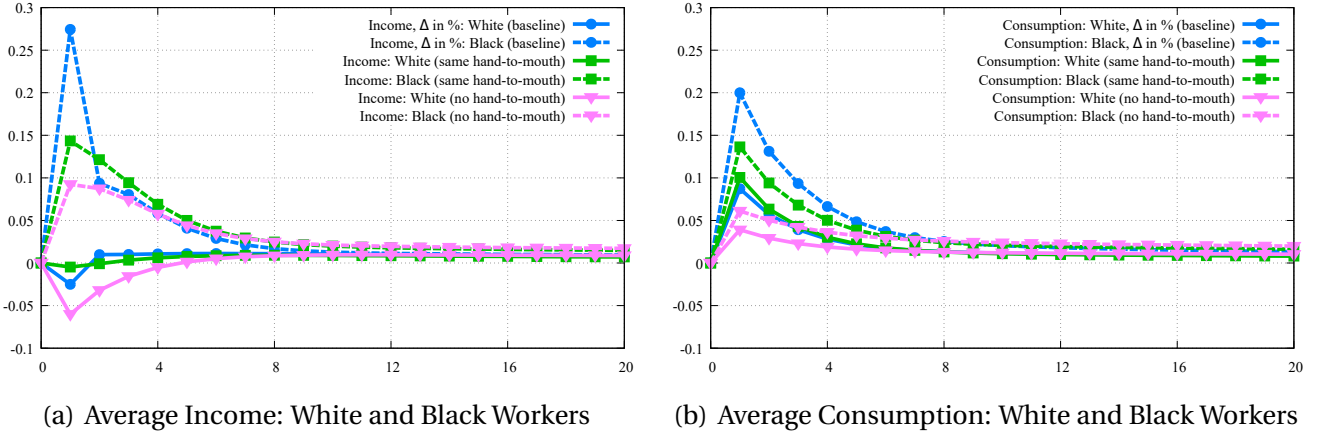 0.3
0.25
0.2
0.15
0.1
0.05
0
-0.05
-0.1
0 4 8 12 16 20
Income, Δ in %: White (baseline)
Income, Δ in %: Black (baseline)
Income: White (same hand-to-mouth)
Income: Black (same hand-to-mouth)
Income: White (no hand-to-mouth)
Income: Black (no hand-to-mouth)
(a) Average Income: White and Black Workers
0.3
0.25
0.2
0.15
0.1
0.05
0
-0.05
-0.1
0 4 8 12 16 20
Consumption: White, Δ in % (baseline)
Consumption: Black, Δ in % (baseline)
Consumption: White (same hand-to-mouth)
Consumption: Black (same hand-to-mouth)
Consumption: White (no hand-to-mouth)
Consumption: Black (no hand-to-mouth)
(b) Average Consumption: White and Black Workers